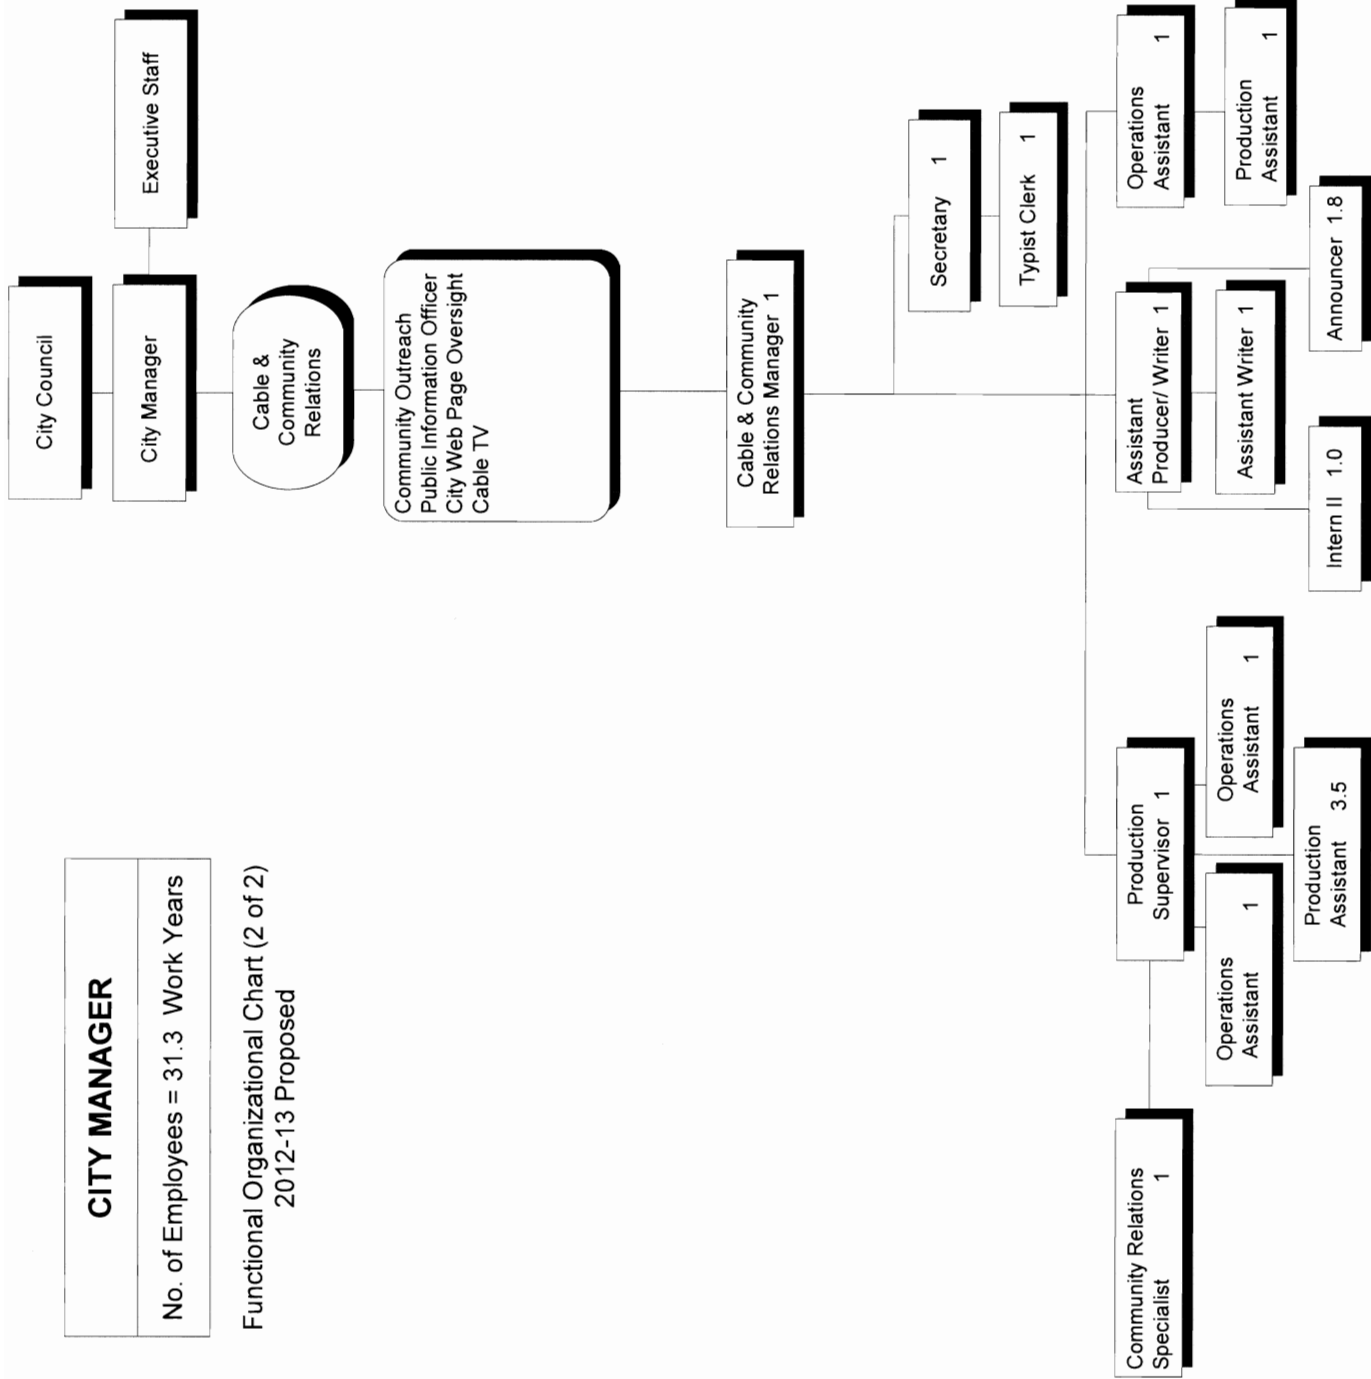 CITY MANAGER
No. of Employees = 31.3 Work Years
Functional Organizational Chart (2 of 2)
2012-13 Proposed
City Council
City Manager
Executive Staff
Cable &
Community
Relations
Community Outreach
Public Information Officer
City Web Page Oversight
Cable TV
Cable & Community
Relations Manager 1
Secretary 1
Typist Clerk 1
Community Relations
Specialist 1
Production
Supervisor 1
Operations
Assistant 1
Operations
Assistant 1
Production
Assistant 3.5
Assistant
Producer/ Writer 1
Assistant Writer 1
Intern II 1.0
Announcer 1.8
Operations
Assistant 1
Production
Assistant 1